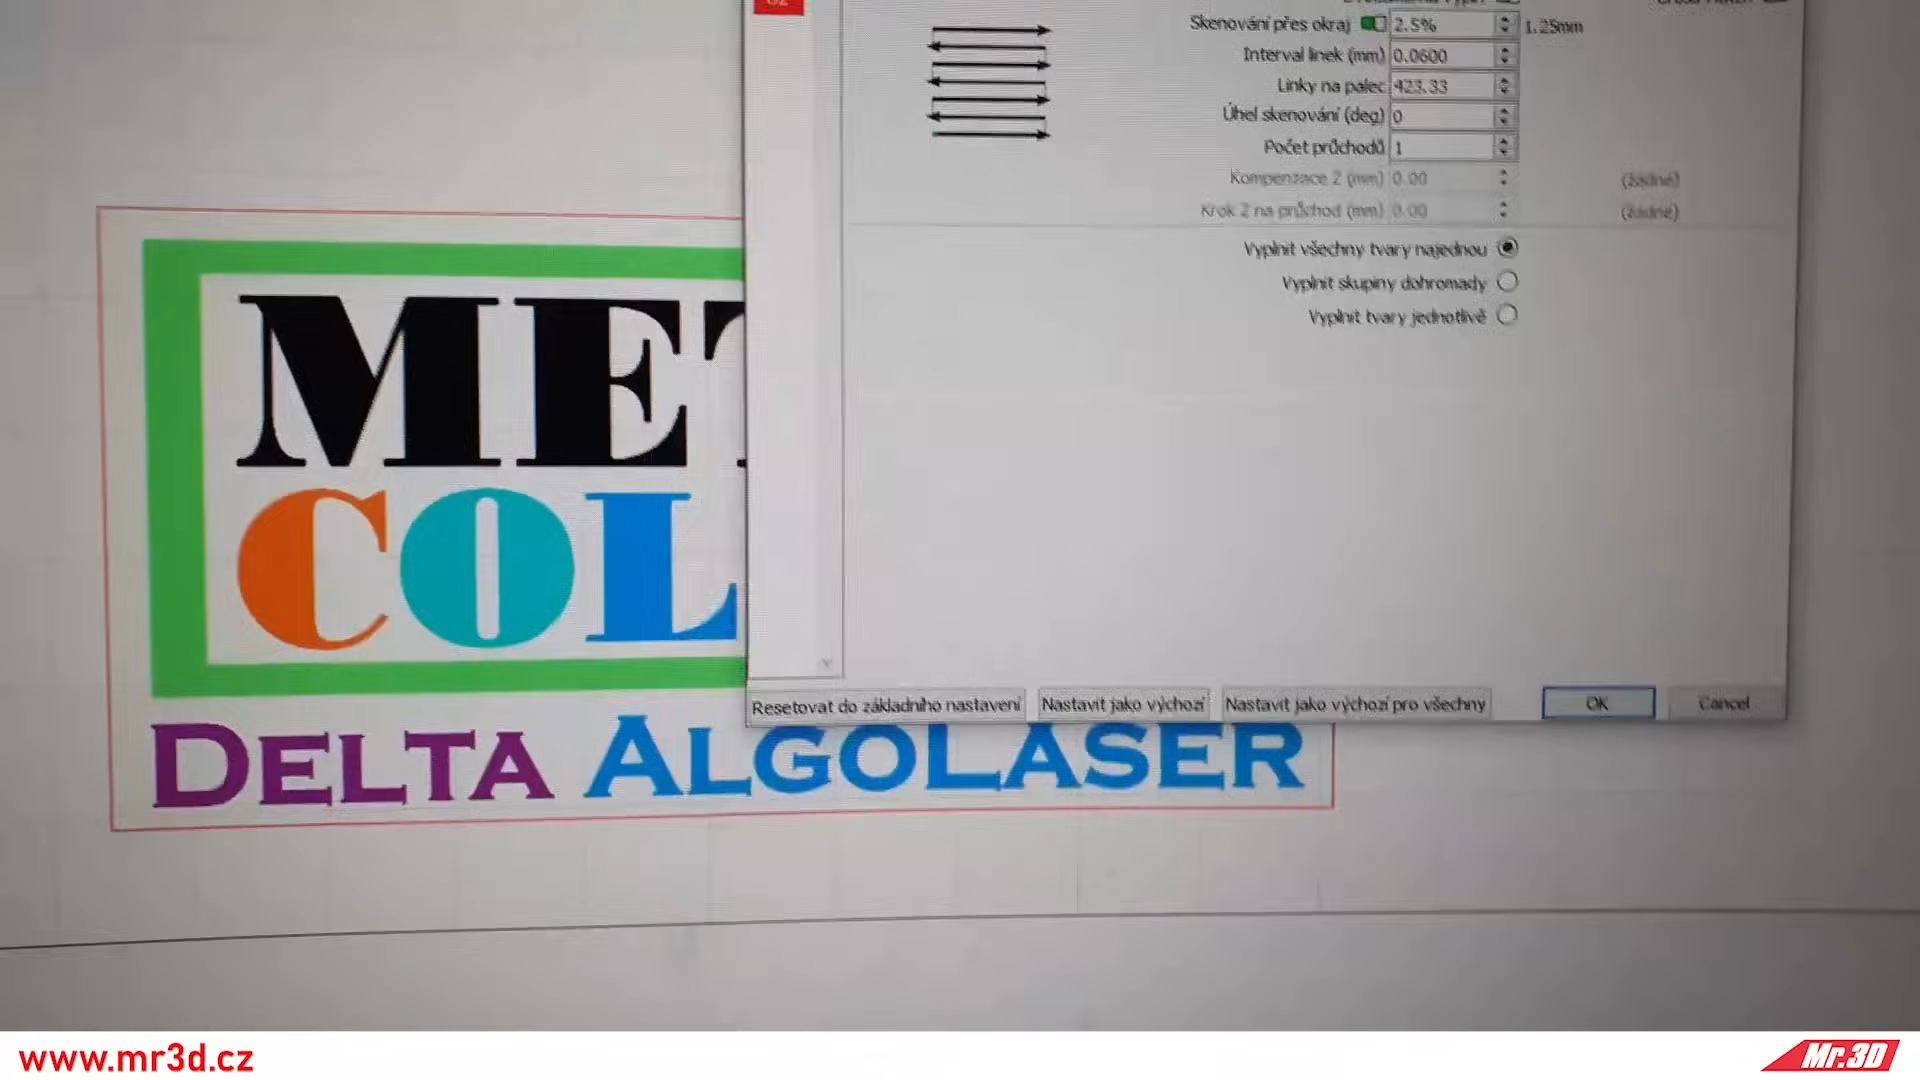 Skenování přes okraj 2.5% 1.25mm
Interval linek (mm) 0.0600
Linky na palec 423.33
Úhel skenování (deg) 0
Počet průchodů 1
Kompenzace Z (mm) 0.00 (žádné)
Krok Z na průchod (mm) 0.00 (žádné)
Vyplnit všechny tvary najednou
Vyplnit skupiny dohromady
Vyplnit tvary jednotlivě
MET
COL
Resetovat do základního nastavení Nastavit jako výchozí Nastavit jako výchozí pro všechny OK Cancel
DELTA ALGOLASER
www.mr3d.cz Mr.3D